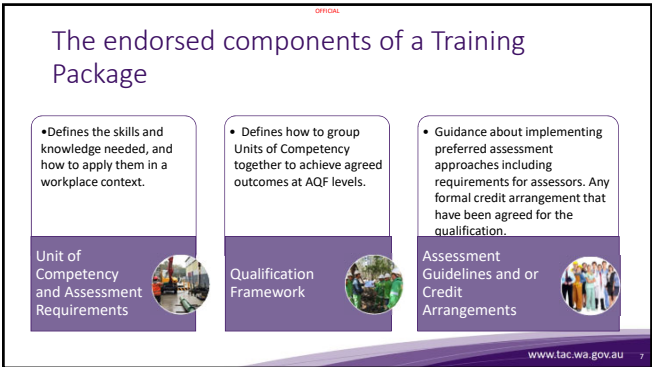 OFFICIAL
The endorsed components of a Training
Package
•Defines the skills and
knowledge needed, and
how to apply them in a
workplace context.
Unit of
Competency
and Assessment
Requirements
• Defines how to group
Units of Competency
together to achieve agreed
outcomes at AQF levels.
Qualification
Framework
• Guidance about implementing
preferred assessment
approaches including
requirements for assessors. Any
formal credit arrangement that
have been agreed for the
qualification.
Assessment
Guidelines and or
Credit
Arrangements
www.tac.wa.gov.au 7